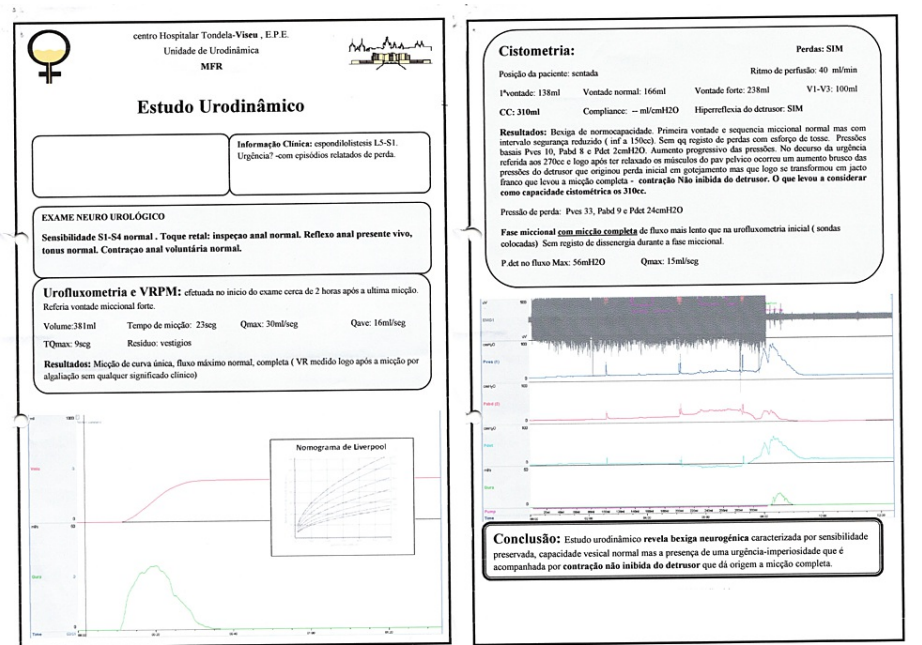 centro Hospitalar Tondela-Viseu , E.P.E.
Unidade de Urodinâmica
MFR
Estudo Urodinâmico
Informação Clínica: espondilolistesis L5-S1.
Urgência? -com episódios relatados de perda.
EXAME NEURO UROLÓGICO
Sensibilidade S1-S4 normal . Toque retal: inspeçao anal normal. Reflexo anal presente vivo,
tonus normal. Contraçao anal voluntária normal.
Urofluxometria e VRPM: efetuada no inicio do exame cerca de 2 horas após a ultima micção.
Referia vontade miccional forte.
Volume:381ml Tempo de micção: 23seg Qmax: 30ml/seg Qave: 16ml/seg
TQmax: 9seg Residuo: vestigios
Resultados: Micção de curva única, fluxo máximo normal, completa ( VR medido logo após a micção por
algaliação sem qualquer significado clínico)
Nomograma de Liverpool
Cistometria: Perdas: SIM
Posição da paciente: sentada Ritmo de perfusão: 40 ml/min
1ªvontade: 138ml Vontade normal: 166ml Vontade forte: 238ml V1-V3: 100ml
CC: 310ml Compliance: -- ml/cmH2O Hiperreflexia do detrusor: SIM
Resultados: Bexiga de normocapacidade. Primeira vontade e sequencia miccional normal mas com
intervalo segurança reduzido ( inf a 150cc). Sem qq registo de perdas com esforço de tosse. Pressões
basais Pves 10, Pabd 8 e Pdet 2cmH2O. Aumento progressivo das pressões. No decurso da urgência
referida aos 270cc e logo após ter relaxado os músculos do pav pelvico ocorreu um aumento brusco das
pressões do detrusor que originou perda inicial em gotejamento mas que logo se transformou em jacto
franco que levou a micção completa - contração Não inibida do detrusor. O que levou a considerar
como capacidade cistométrica os 310cc.
Pressão de perda: Pves 33, Pabd 9 e Pdet 24cmH2O
Fase miccional com micção completa de fluxo mais lento que na urofluxometria inicial ( sondas
colocadas) Sem registo de dissenergia durante a fase miccional.
P.det no fluxo Max: 56mH2O Qmax: 15ml/seg
Conclusão: Estudo urodinâmico revela bexiga neurogénica caracterizada por sensibilidade
preservada, capacidade vesical normal mas a presença de uma urgência-imperiosidade que é
acompanhada por contração não inibida do detrusor que dá origem a micção completa.